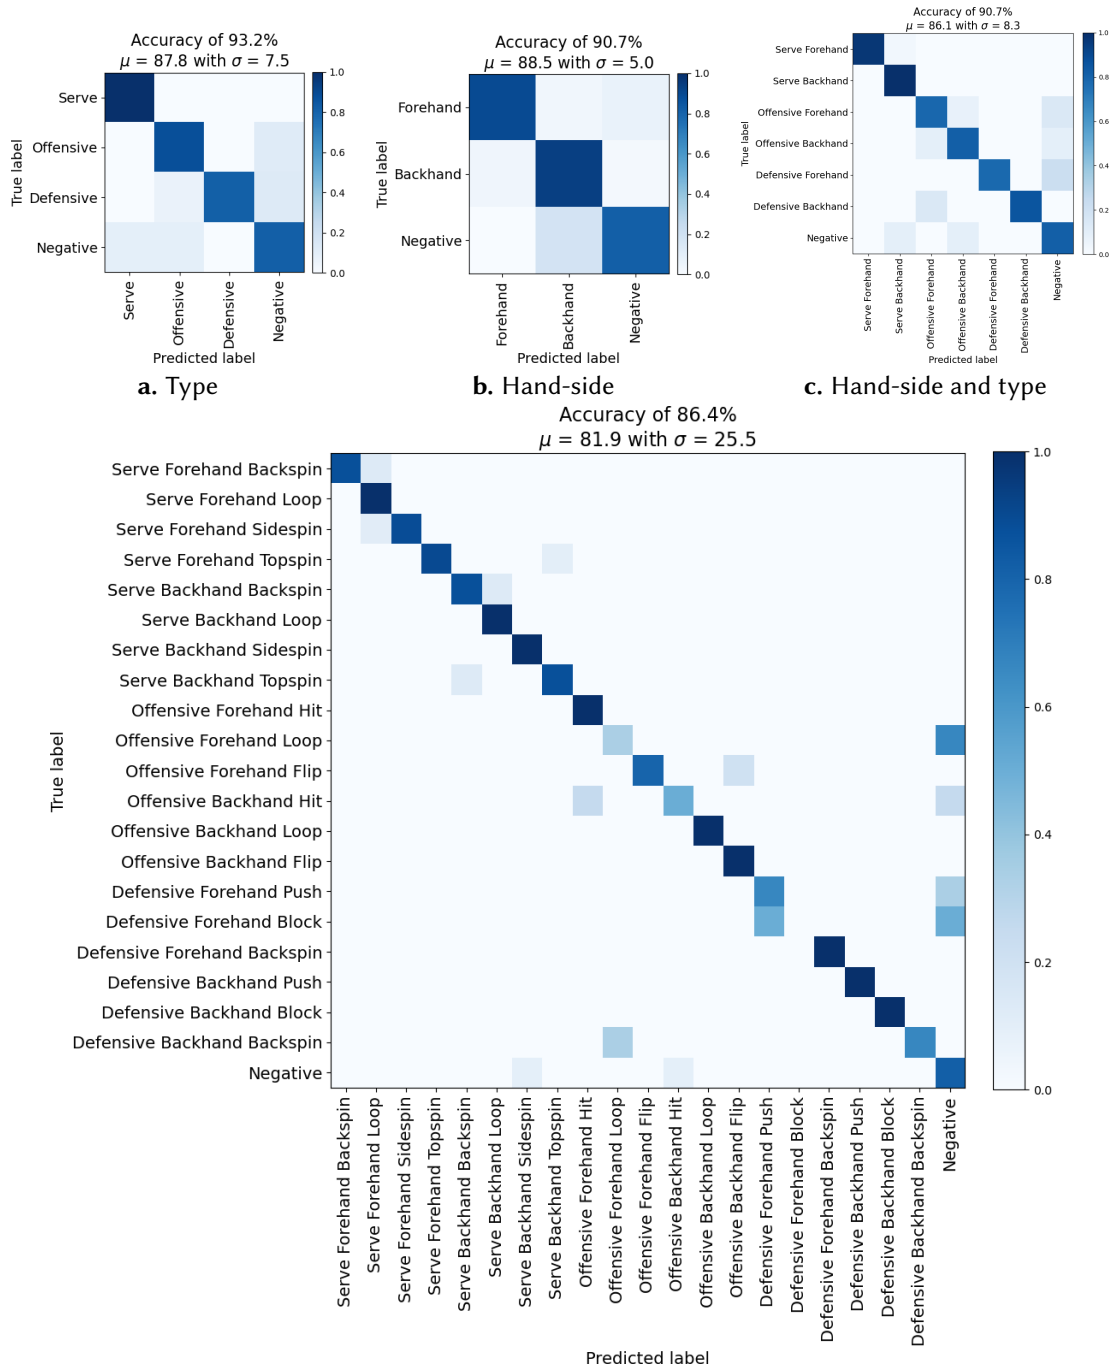 Accuracy of 93.2%
μ = 87.8 with σ = 7.5
True label
Serve
Offensive
Defensive
Negative
1.0
0.8
0.6
0.4
0.2
0.0
Serve
Offensive
Defensive
Negative
Predicted label
a. Type
Accuracy of 90.7%
μ = 88.5 with σ = 5.0
True label
Forehand
Backhand
Negative
1.0
0.8
0.6
0.4
0.2
0.0
Forehand
Backhand
Negative
Predicted label
b. Hand-side
Accuracy of 90.7%
μ = 86.1 with σ = 8.3
True label
Serve Forehand
Serve Backhand
Offensive Forehand
Offensive Backhand
Defensive Forehand
Defensive Backhand
Negative
1.0
0.8
0.6
0.4
0.2
0.0
Serve Forehand
Serve Backhand
Offensive Forehand
Offensive Backhand
Defensive Forehand
Defensive Backhand
Negative
Predicted label
c. Hand-side and type
Accuracy of 86.4%
μ = 81.9 with σ = 25.5
True label
Serve Forehand Backspin
Serve Forehand Loop
Serve Forehand Sidespin
Serve Forehand Topspin
Serve Backhand Backspin
Serve Backhand Loop
Serve Backhand Sidespin
Serve Backhand Topspin
Offensive Forehand Hit
Offensive Forehand Loop
Offensive Forehand Flip
Offensive Backhand Hit
Offensive Backhand Loop
Offensive Backhand Flip
Defensive Forehand Push
Defensive Forehand Block
Defensive Forehand Backspin
Defensive Backhand Push
Defensive Backhand Block
Defensive Backhand Backspin
Negative
1.0
0.8
0.6
0.4
0.2
0.0
Serve Forehand Backspin
Serve Forehand Loop
Serve Forehand Sidespin
Serve Forehand Topspin
Serve Backhand Backspin
Serve Backhand Loop
Serve Backhand Sidespin
Serve Backhand Topspin
Offensive Forehand Hit
Offensive Forehand Loop
Offensive Forehand Flip
Offensive Backhand Hit
Offensive Backhand Loop
Offensive Backhand Flip
Defensive Forehand Push
Defensive Forehand Block
Defensive Forehand Backspin
Defensive Backhand Push
Defensive Backhand Block
Defensive Backhand Backspin
Negative
Predicted label